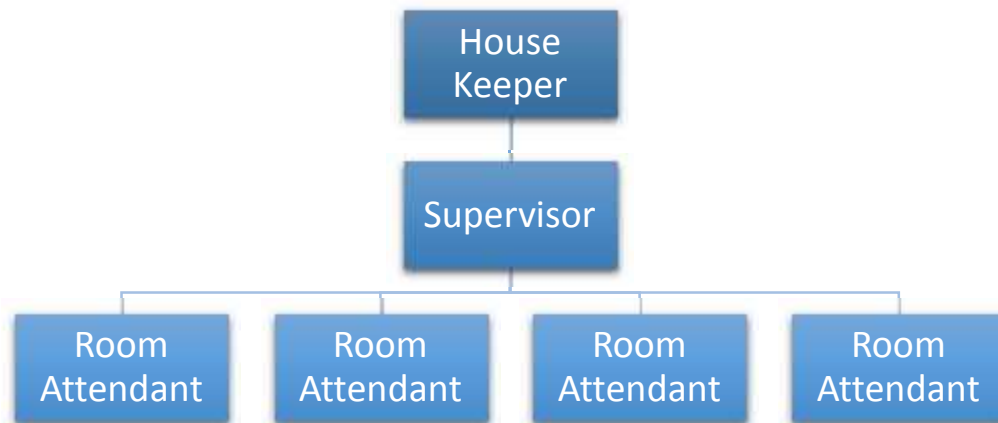 House
Keeper
Supervisor
Room
Attendant
Room
Attendant
Room
Attendant
Room
Attendant